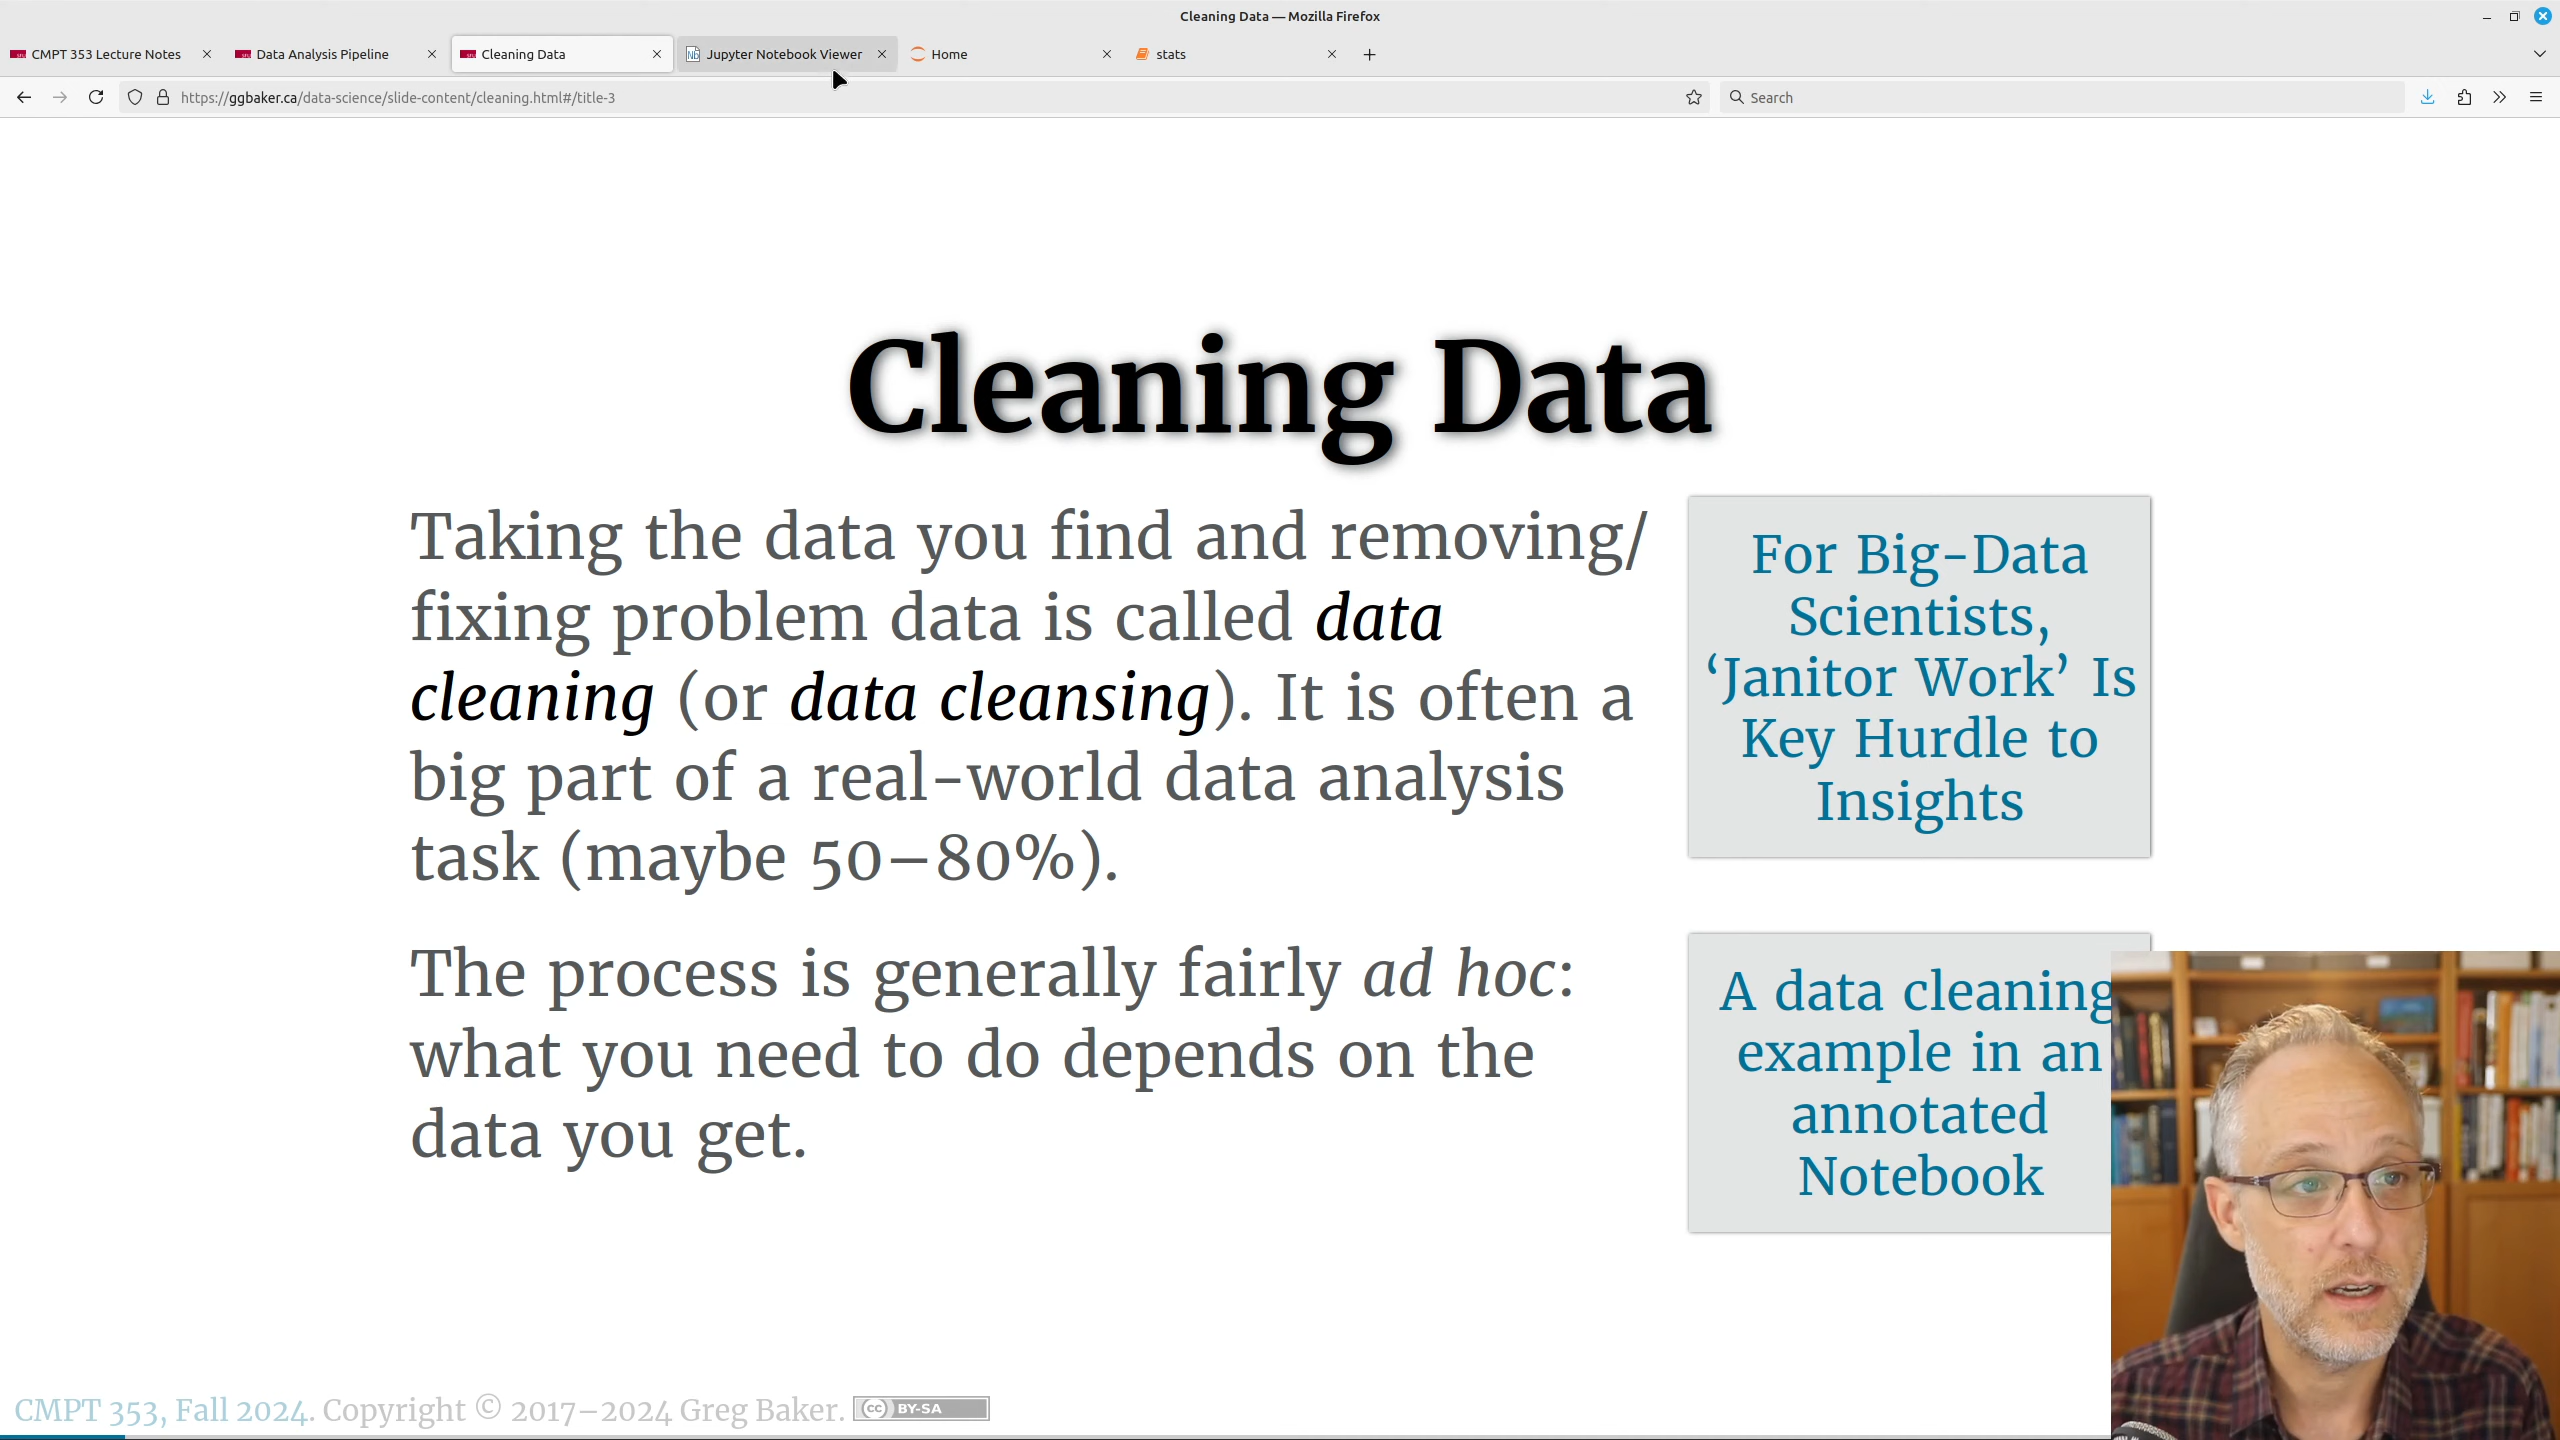 Cleaning Data — Mozilla Firefox
CMPT 353 Lecture Notes
Data Analysis Pipeline
Cleaning Data
Jupyter Notebook Viewer
Home
stats
https://ggbaker.ca/data-science/slide-content/cleaning.html#/title-3
Search
Cleaning Data
Taking the data you find and removing/
fixing problem data is called data
cleaning (or data cleansing). It is often a
big part of a real-world data analysis
task (maybe 50–80%).
The process is generally fairly ad hoc:
what you need to do depends on the
data you get.
For Big-Data
Scientists,
‘Janitor Work’ Is
Key Hurdle to
Insights
A data cleaning
example in an
annotated
Notebook
CMPT 353, Fall 2024. Copyright © 2017–2024 Greg Baker.
cc BY-SA